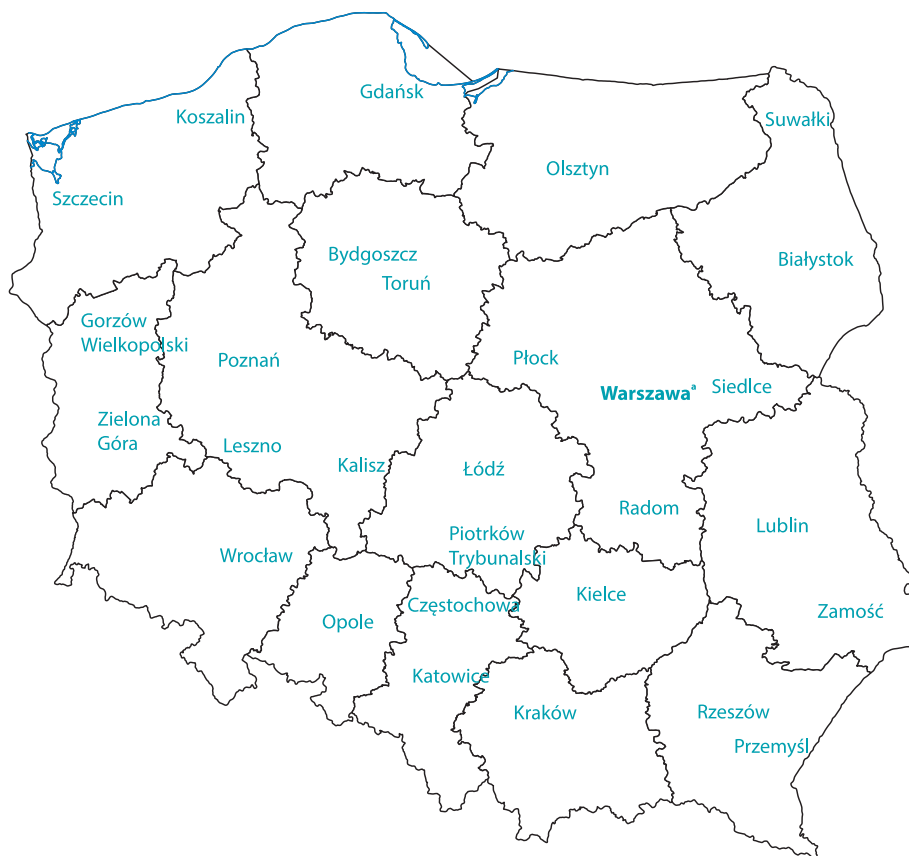 Gdańsk
Koszalin
Suwałki
Olsztyn
Szczecin
Bydgoszcz
Toruń
Białystok
Gorzów
Wielkopolski
Poznań
Płock
Warszawaª
Siedlce
Zielona
Góra
Leszno
Kalisz
Łódź
Radom
Piotrków
Trybunalski
Lublin
Wrocław
Kielce
Częstochowa
Opole
Zamość
Katowice
Kraków
Rzeszów
Przemyśl